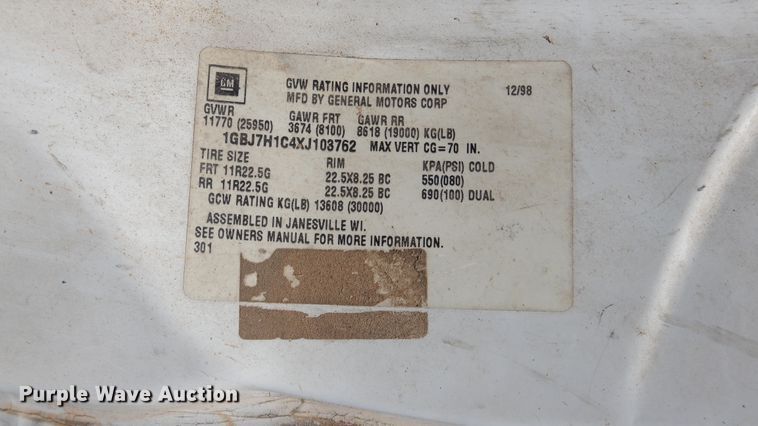 GM
GVW RATING INFORMATION ONLY 12/98
MFD BY GENERAL MOTORS CORP
GVWR GAWR FRT GAWR RR
11770 (25950) 3674 (8100) 8618 (19000) KG(LB)
1GBJ7H1C4XJ103762 MAX VERT CG=70 IN.
TIRE SIZE RIM KPA(PSI) COLD
FRT 11R22.5G 22.5X8.25 BC 550(080)
RR 11R22.5G 22.5X8.25 BC 690(100) DUAL
GCW RATING KG(LB) 13608 (30000)
ASSEMBLED IN JANESVILLE WI.
SEE OWNERS MANUAL FOR MORE INFORMATION.
301
Purple Wave Auction